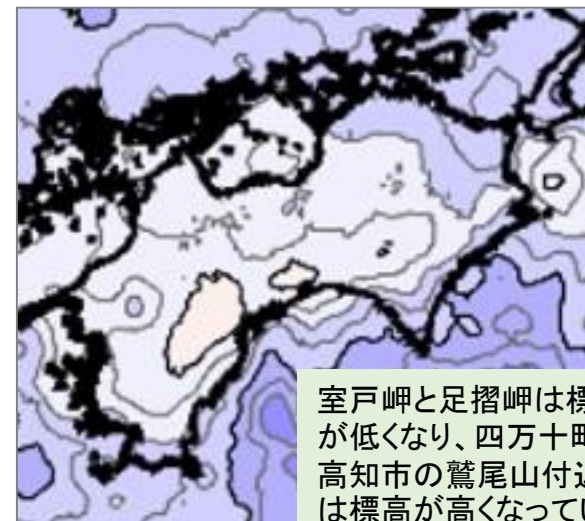 室戸岬と足摺岬は標
が低くなり、四万十町
高知市の鷲尾山付近
は標高が高くなってい